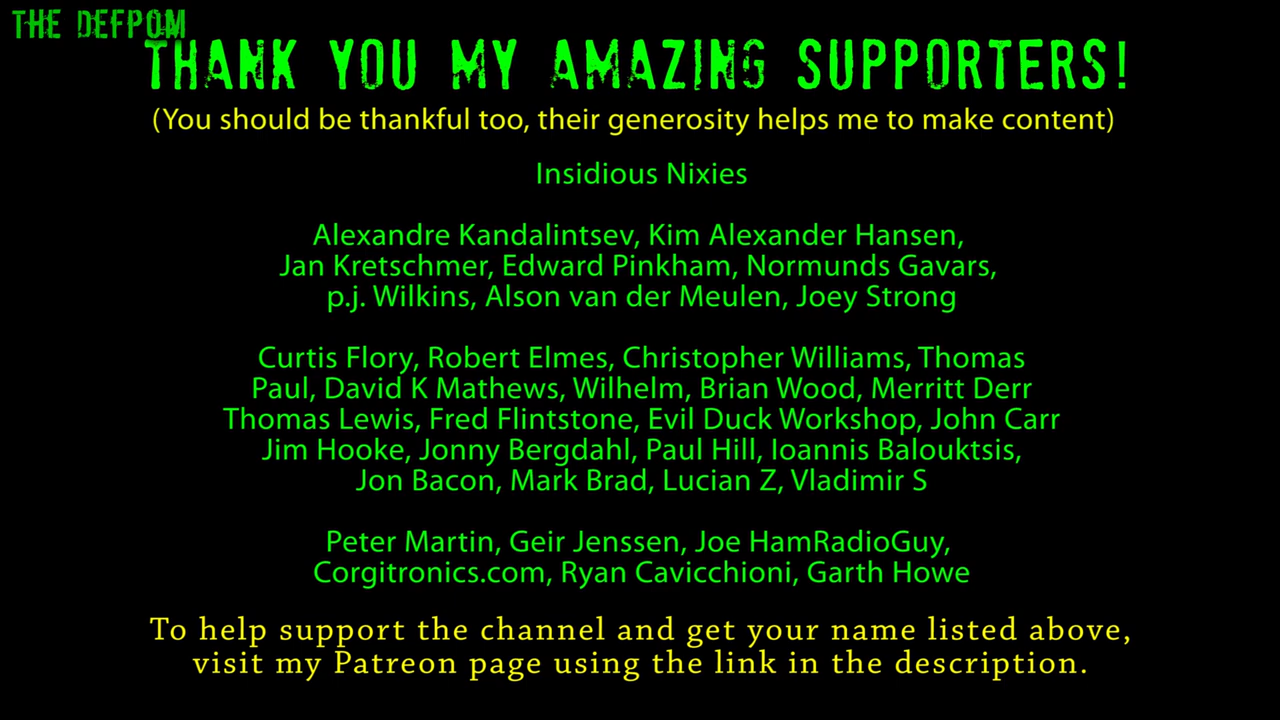 THE DEFPOM
THANK YOU MY AMAZING SUPPORTERS!
(You should be thankful too, their generosity helps me to make content)
Insidious Nixies
Alexandre Kandalintsev, Kim Alexander Hansen,
Jan Kretschmer, Edward Pinkham, Normunds Gavars,
p.j. Wilkins, Alson van der Meulen, Joey Strong
Curtis Flory, Robert Elmes, Christopher Williams, Thomas
Paul, David K Mathews, Wilhelm, Brian Wood, Merritt Derr
Thomas Lewis, Fred Flintstone, Evil Duck Workshop, John Carr
Jim Hooke, Jonny Bergdahl, Paul Hill, Ioannis Balouktsis,
Jon Bacon, Mark Brad, Lucian Z, Vladimir S
Peter Martin, Geir Jenssen, Joe HamRadioGuy,
Corgitronics.com, Ryan Cavicchioni, Garth Howe
To help support the channel and get your name listed above,
visit my Patreon page using the link in the description.